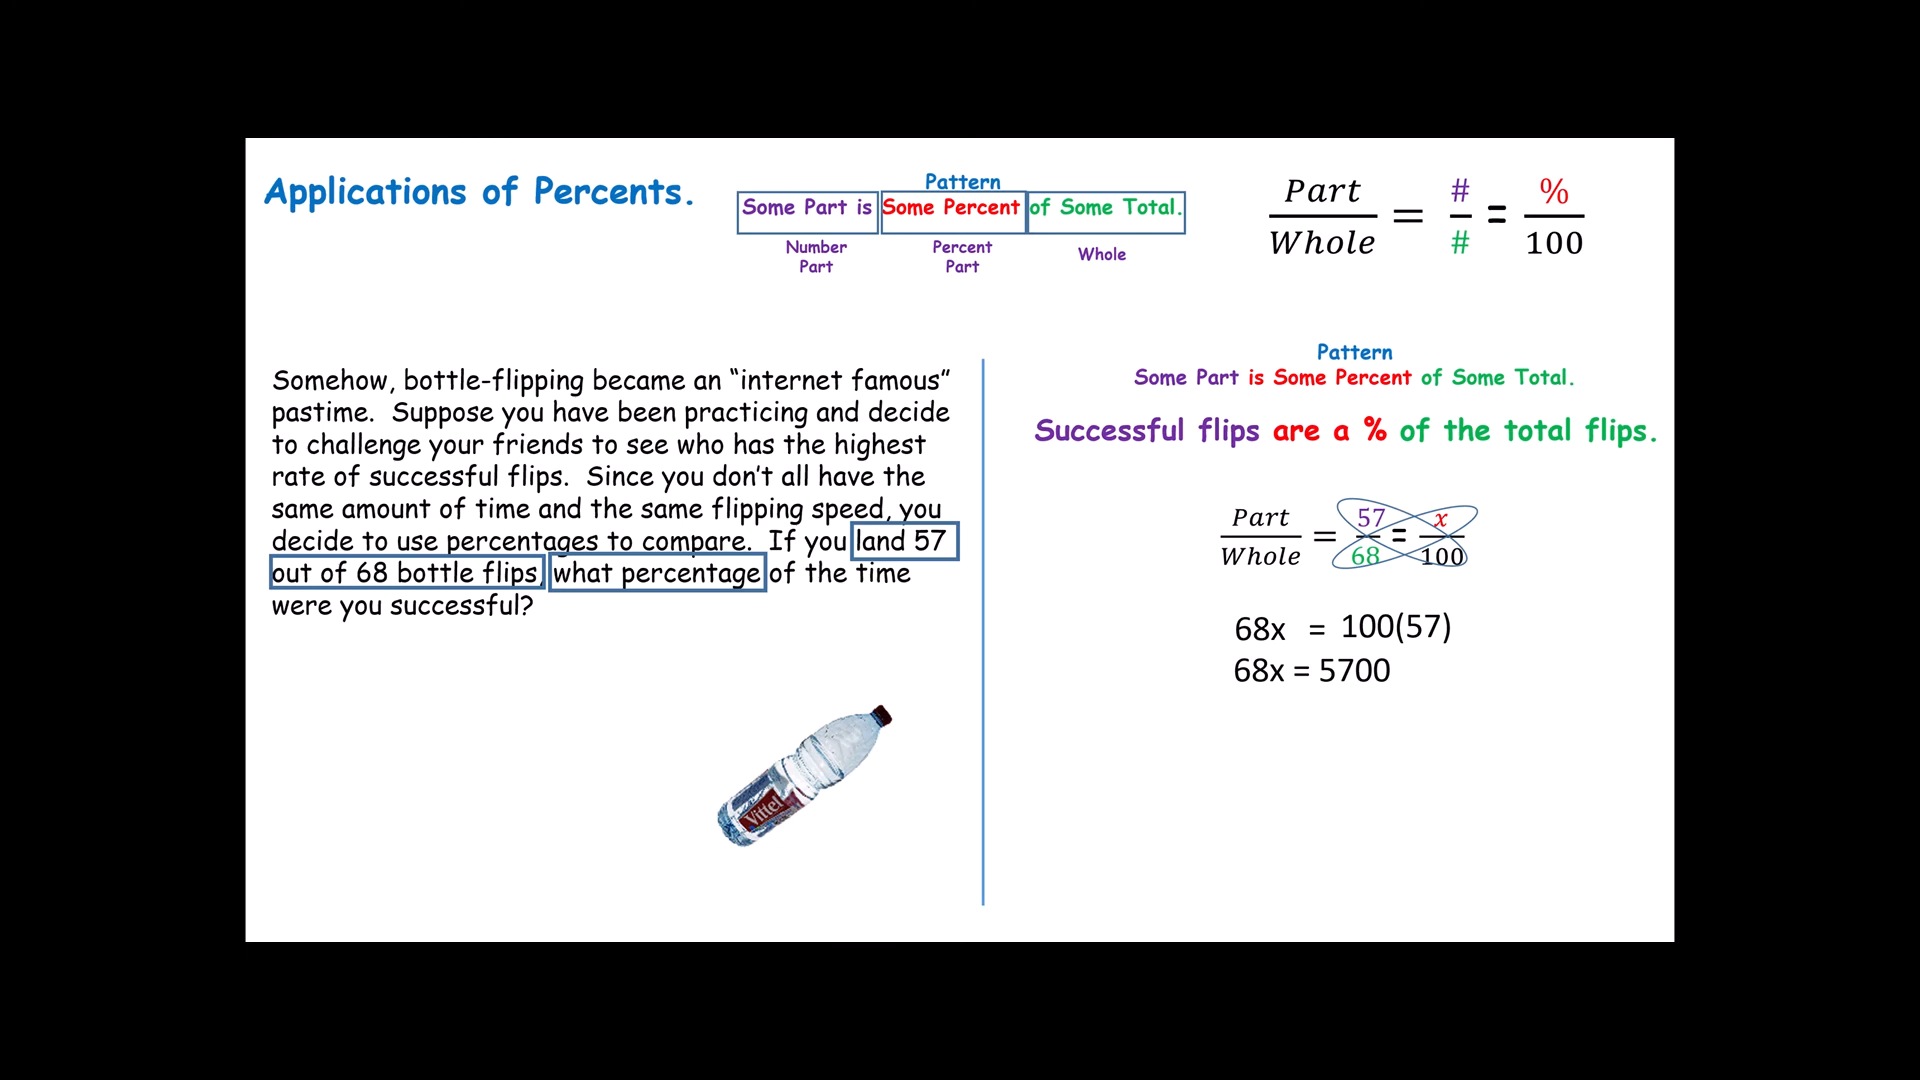 Applications of Percents.
Pattern
Some Part is Some Percent of Some Total.
Number Part
Percent Part
Whole
Part/Whole = #/# = %/100
Somehow, bottle-flipping became an “internet famous”
pastime. Suppose you have been practicing and decide
to challenge your friends to see who has the highest
rate of successful flips. Since you don’t all have the
same amount of time and the same flipping speed, you
decide to use percentages to compare. If you land 57
out of 68 bottle flips, what percentage of the time
were you successful?
Vittel
Pattern
Some Part is Some Percent of Some Total.
Successful flips are a % of the total flips.
Part/Whole = 57/68 = x/100
68x = 100(57)
68x = 5700